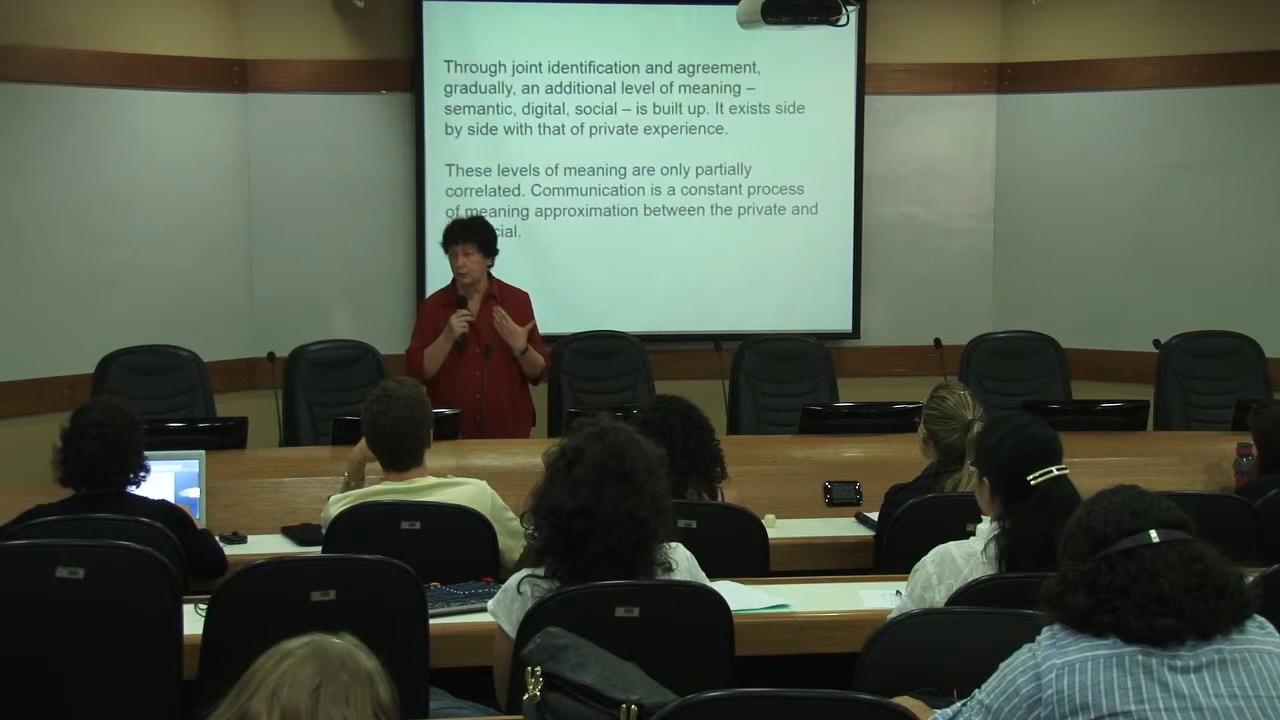 Through joint identification and agreement,
gradually, an additional level of meaning –
semantic, digital, social – is built up. It exists side
by side with that of private experience.
These levels of meaning are only partially
correlated. Communication is a constant process
of meaning approximation between the private and
cial.